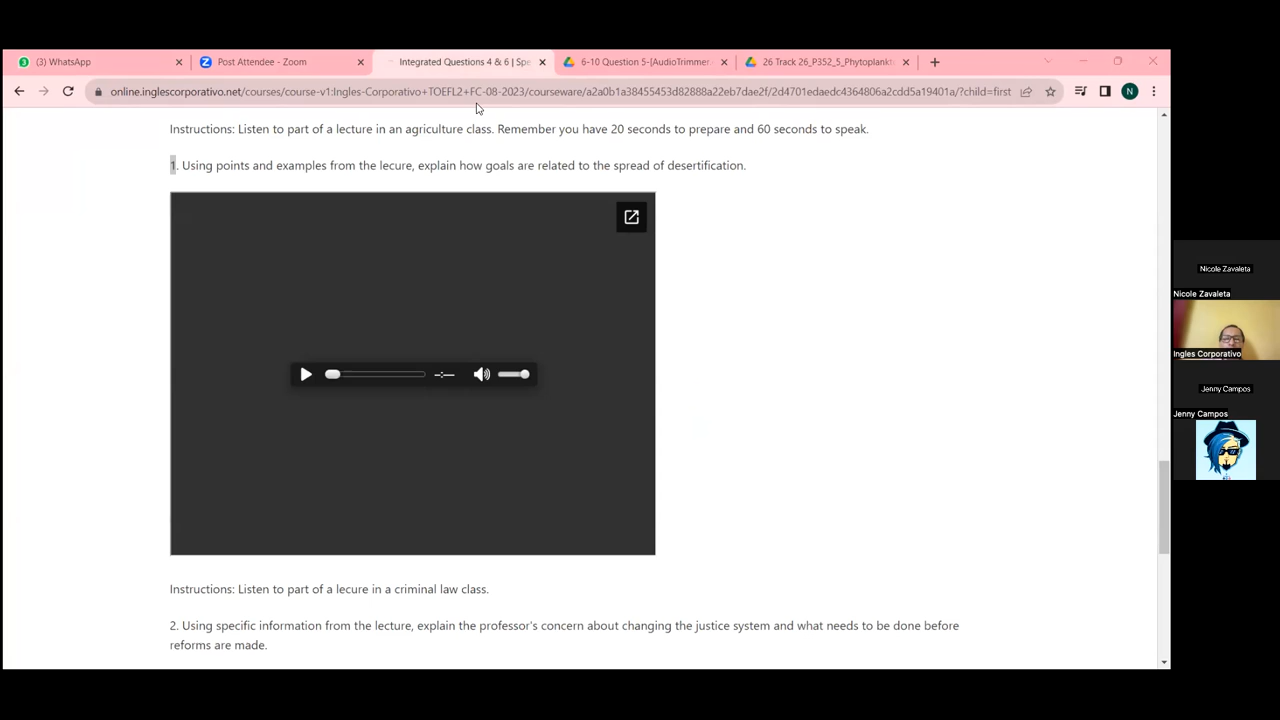 (3) WhatsApp
Post Attendee - Zoom
Integrated Questions 4 & 6 | Spe
6-10 Question 5-[AudioTrimmer.
26 Track 26_P352_5_Phytoplankt
online.inglescorporativo.net/courses/course-v1:Ingles-Corporativo+TOEFL2+FC-08-2023/courseware/a2a0b1a38455453d82888a22eb7dae2f/2d4701edaedc4364806a2cdd5a19401a/?child=first
N
Instructions: Listen to part of a lecture in an agriculture class. Remember you have 20 seconds to prepare and 60 seconds to speak.
1. Using points and examples from the lecure, explain how goals are related to the spread of desertification.
-:--
Instructions: Listen to part of a lecure in a criminal law class.
2. Using specific information from the lecture, explain the professor's concern about changing the justice system and what needs to be done before
reforms are made.
Nicole Zavaleta
Nicole Zavaleta
Ingles Corporativo
Jenny Campos
Jenny Campos